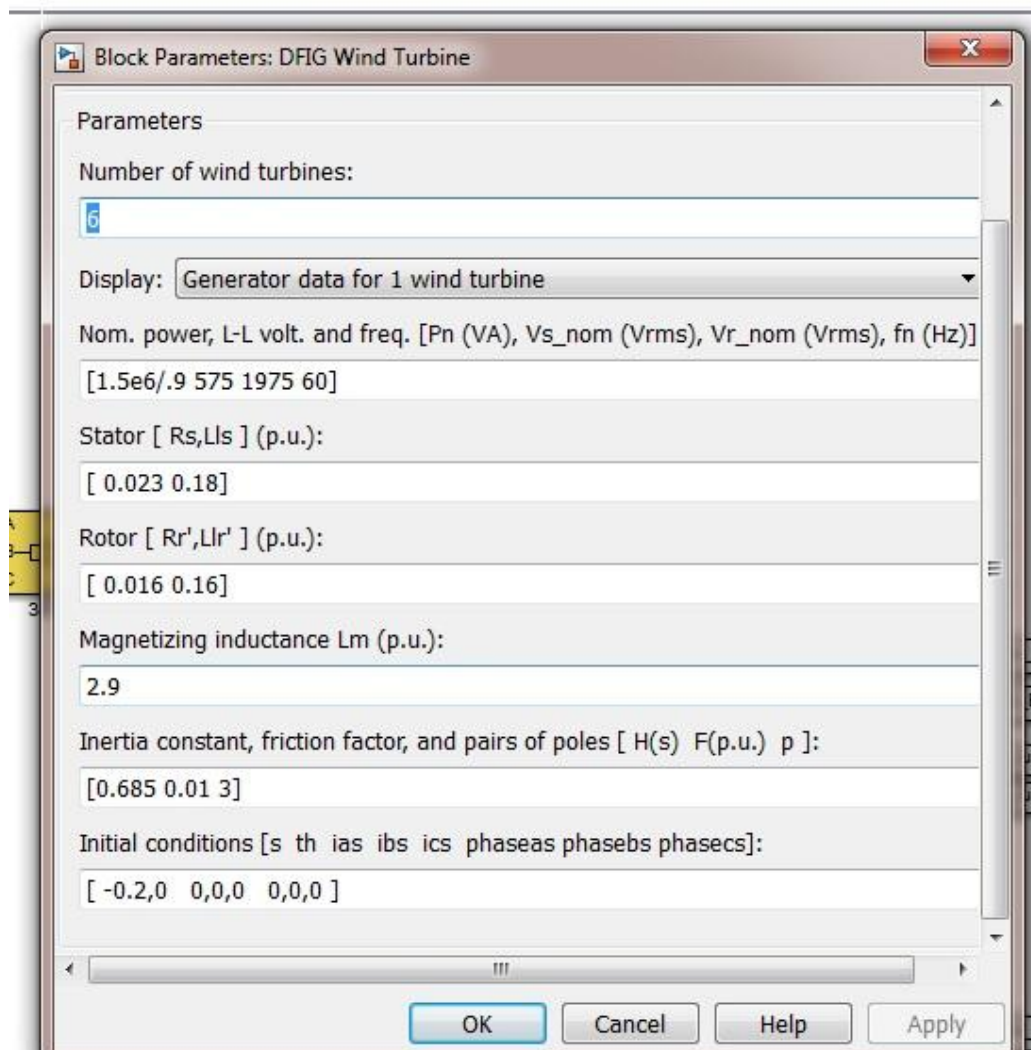 Block Parameters: DFIG Wind Turbine
Parameters
Number of wind turbines:
6
Display: Generator data for 1 wind turbine
Nom. power, L-L volt. and freq. [Pn (VA), Vs_nom (Vrms), Vr_nom (Vrms), fn (Hz)]
[1.5e6/.9 575 1975 60]
Stator [ Rs,Lls ] (p.u.):
[ 0.023 0.18]
Rotor [ Rr',Llr' ] (p.u.):
[ 0.016 0.16]
Magnetizing inductance Lm (p.u.):
2.9
Inertia constant, friction factor, and pairs of poles [ H(s) F(p.u.) p ]:
[0.685 0.01 3]
Initial conditions [s th ias ibs ics phaseas phasebs phasecs]:
[ -0.2,0 0,0,0 0,0,0 ]
OK Cancel Help Apply